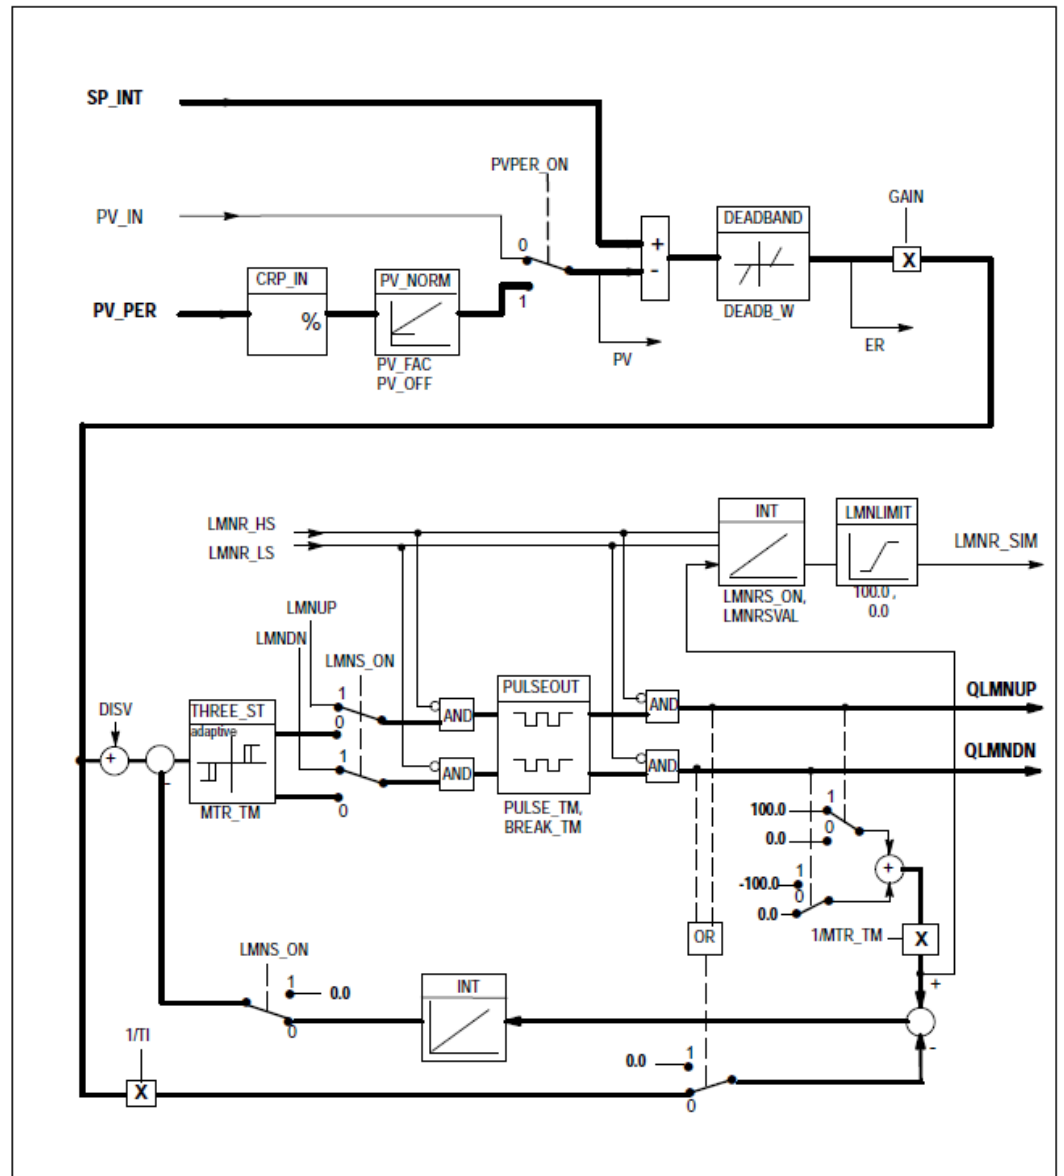 SP_INT
PVPER_ON
GAIN
PV_IN
DEADBAND
0
+
-
X
CRP_IN
PV_NORM
PV_PER
%
1
DEADB_W
PV_FAC
PV_OFF
PV
ER
INT
LMNLIMIT
LMNR_HS
LMNR_LS
LMNR_SIM
LMNRS_ON,
LMNRSVAL
100.0 ,
0.0
LMNUP
LMNDN
LMNS_ON
PULSEOUT
QLMNUP
DISV
THREE_ST
adaptive
1
0
AND
AND
+
-
1
0
AND
AND
QLMNDN
MTR_TM
PULSE_TM,
BREAK_TM
100.0
1
0
0.0
+
-100.0
1
0
0.0
OR
1/MTR_TM
X
LMNS_ON
+
1
0.0
INT
0
-
1/TI
0.0
1
X
0